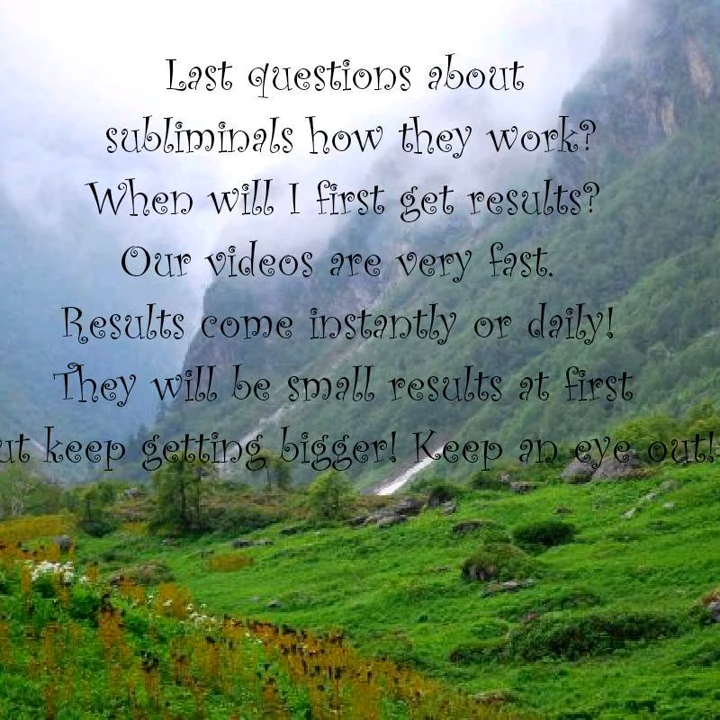 Last questions about
subliminals how they work?
When will I first get results?
Our videos are very fast.
Results come instantly or daily!
They will be small results at first
ut keep getting bigger! Keep an eye out!